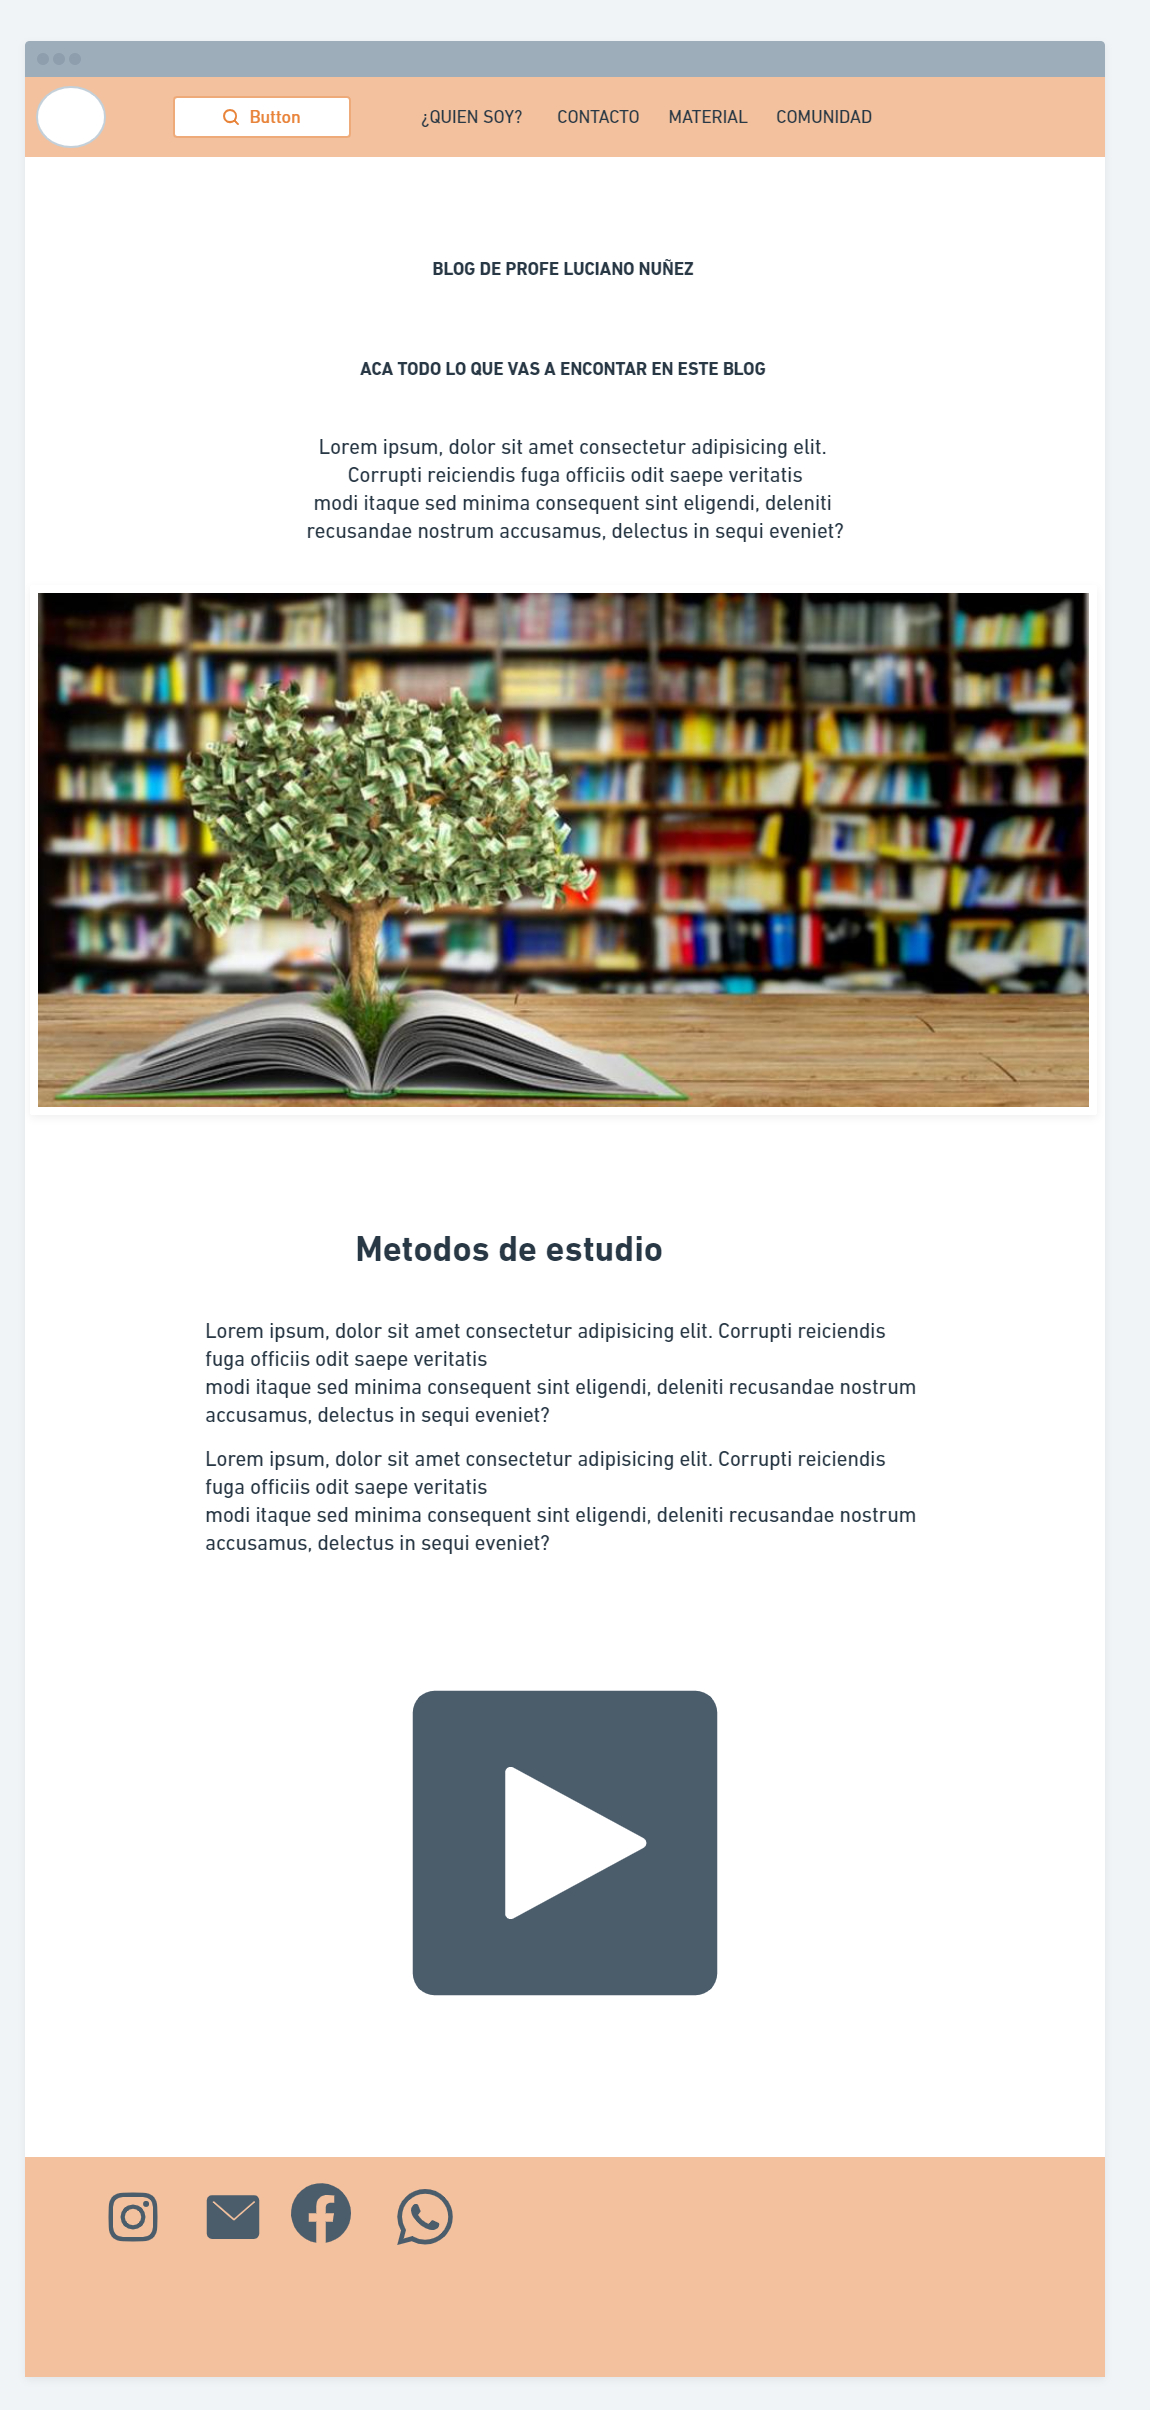 Button
¿QUIEN SOY?
CONTACTO
MATERIAL
COMUNIDAD
BLOG DE PROFE LUCIANO NUÑEZ
ACA TODO LO QUE VAS A ENCONTAR EN ESTE BLOG
Lorem ipsum, dolor sit amet consectetur adipisicing elit.
Corrupti reiciendis fuga officiis odit saepe veritatis
modi itaque sed minima consequent sint eligendi, deleniti
recusandae nostrum accusamus, delectus in sequi eveniet?
Metodos de estudio
Lorem ipsum, dolor sit amet consectetur adipisicing elit. Corrupti reiciendis
fuga officiis odit saepe veritatis
modi itaque sed minima consequent sint eligendi, deleniti recusandae nostrum
accusamus, delectus in sequi eveniet?
Lorem ipsum, dolor sit amet consectetur adipisicing elit. Corrupti reiciendis
fuga officiis odit saepe veritatis
modi itaque sed minima consequent sint eligendi, deleniti recusandae nostrum
accusamus, delectus in sequi eveniet?